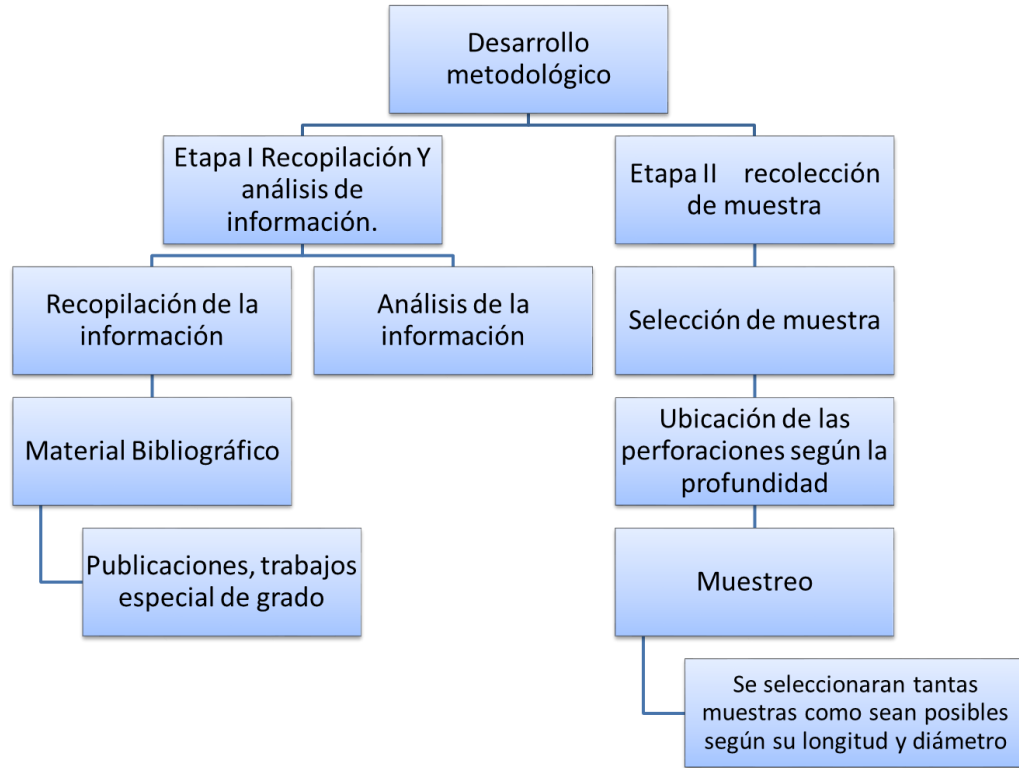 Desarrollo
metodológico
Etapa I Recopilación Y
análisis de
información.
Etapa II recolección
de muestra
Recopilación de la
información
Análisis de la
información
Selección de muestra
Material Bibliográfico
Ubicación de las
perforaciones según la
profundidad
Publicaciones, trabajos
especial de grado
Muestreo
Se seleccionaran tantas
muestras como sean posibles
según su longitud y diámetro